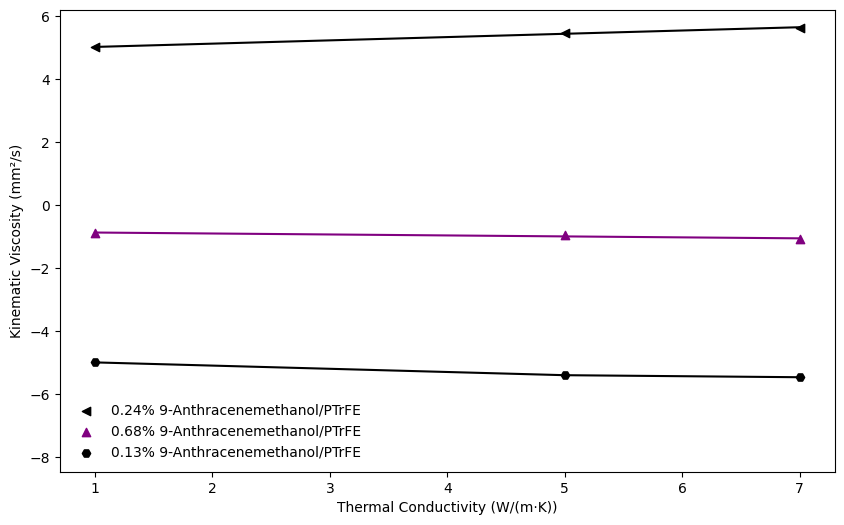 6
4
2
0
−2
−4
−6
−8
Kinematic Viscosity (mm²/s)
0.24% 9-Anthracenemethanol/PTrFE
0.68% 9-Anthracenemethanol/PTrFE
0.13% 9-Anthracenemethanol/PTrFE
1 2 3 4 5 6 7
Thermal Conductivity (W/(m·K))